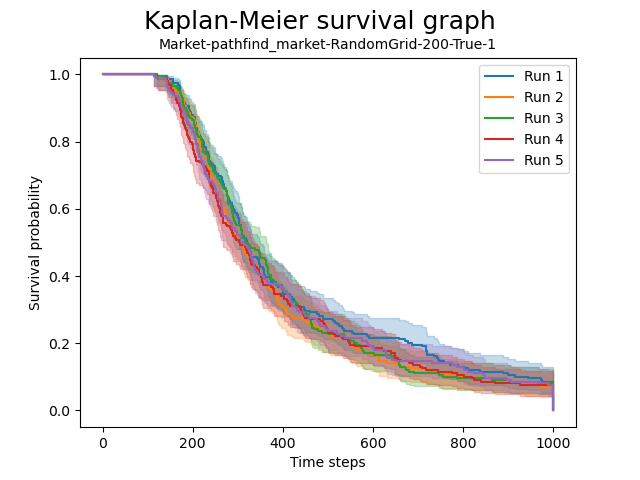 Kaplan-Meier survival graph
Market-pathfind_market-RandomGrid-200-True-1
Survival probability
1.0
0.8
0.6
0.4
0.2
0.0
Run 1
Run 2
Run 3
Run 4
Run 5
0
200
400
600
800
1000
Time steps